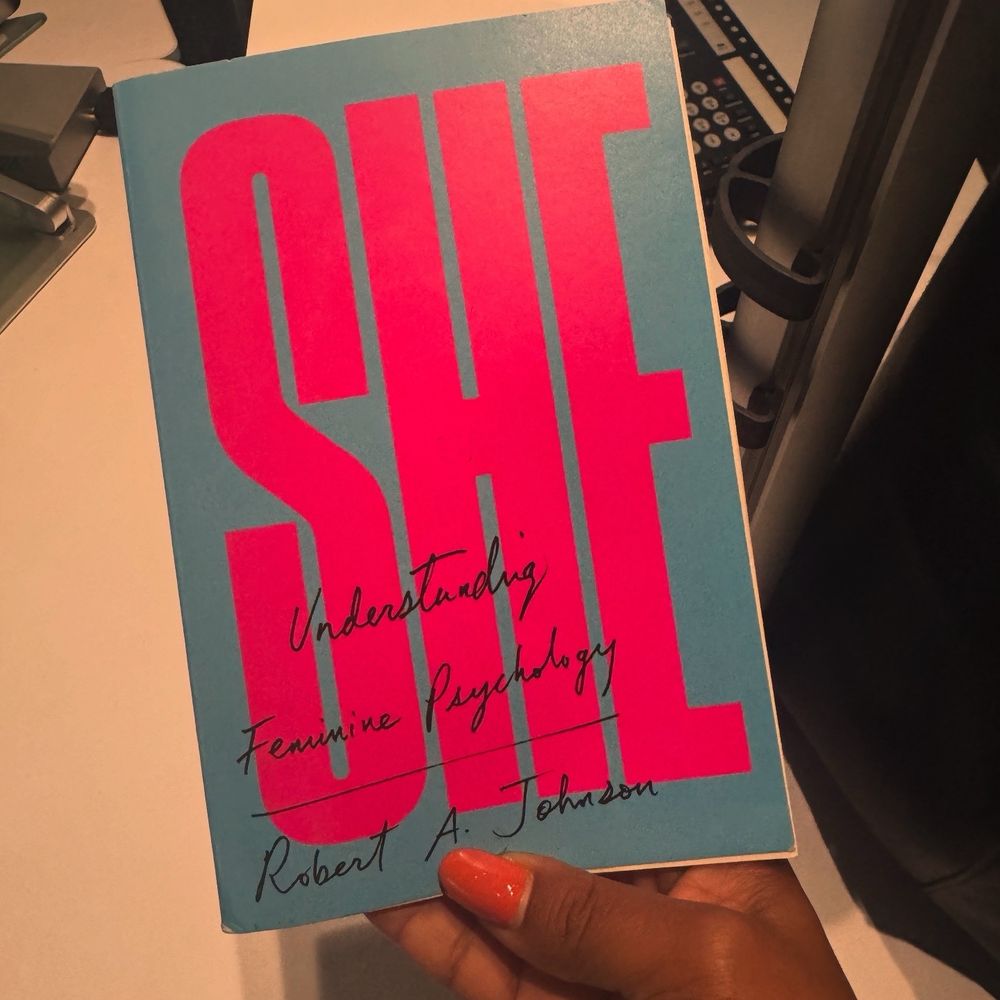 SHE
Understanding
Feminine Psychology
Robert A. Johnson